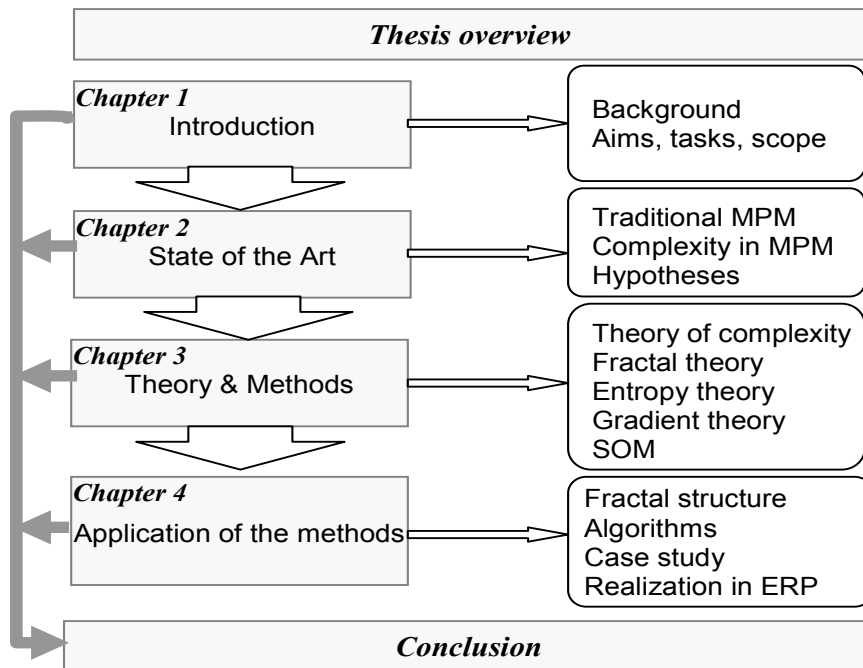 Thesis overview
Chapter 1
Introduction
Background
Aims, tasks, scope
Chapter 2
State of the Art
Traditional MPM
Complexity in MPM
Hypotheses
Chapter 3
Theory & Methods
Theory of complexity
Fractal theory
Entropy theory
Gradient theory
SOM
Chapter 4
Application of the methods
Fractal structure
Algorithms
Case study
Realization in ERP
Conclusion